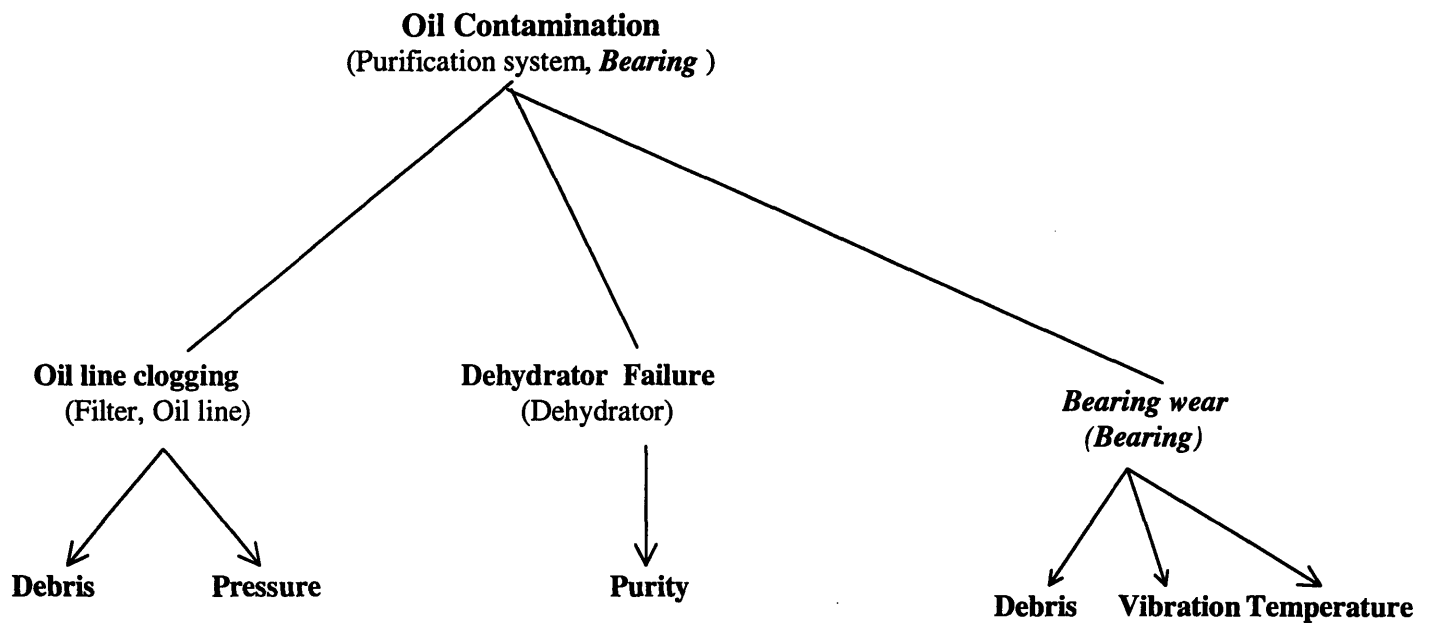 Oil Contamination
(Purification system, Bearing )
Oil line clogging
(Filter, Oil line)
Dehydrator Failure
(Dehydrator)
Bearing wear
(Bearing)
Debris
Pressure
Purity
Debris
Vibration
Temperature